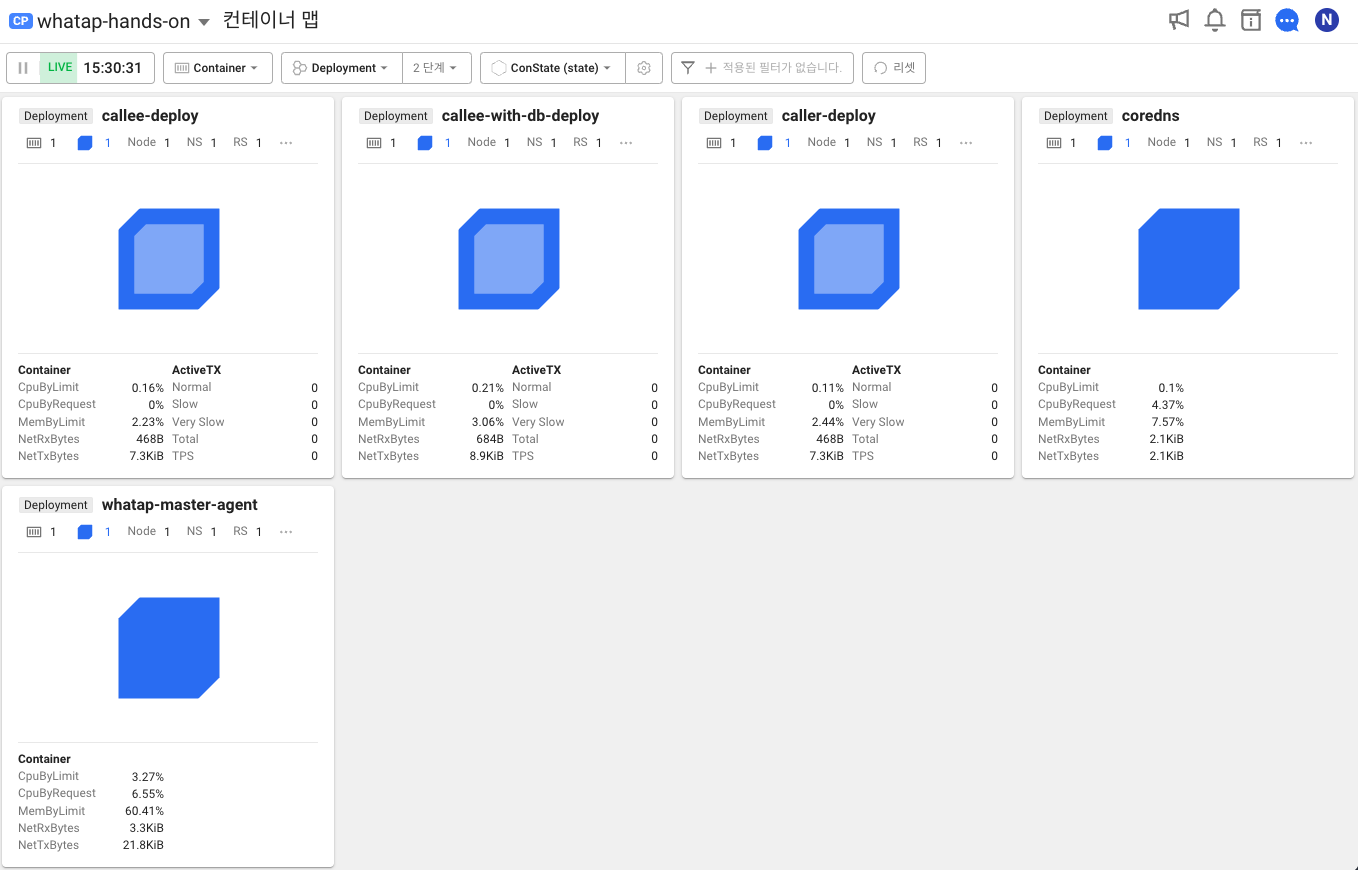 CP whatap-hands-on 컨테이너 맵 N
LIVE 15:30:31 Container Deployment 2 단계 ConState (state) 적용된 필터가 없습니다. 리셋
Deployment callee-deploy
1 1 Node 1 NS 1 RS 1 ...
Container ActiveTX
CpuByLimit 0.16% Normal 0
CpuByRequest 0% Slow 0
MemByLimit 2.23% Very Slow 0
NetRxBytes 468B Total 0
NetTxBytes 7.3KiB TPS 0
Deployment callee-with-db-deploy
1 1 Node 1 NS 1 RS 1 ...
Container ActiveTX
CpuByLimit 0.21% Normal 0
CpuByRequest 0% Slow 0
MemByLimit 3.06% Very Slow 0
NetRxBytes 684B Total 0
NetTxBytes 8.9KiB TPS 0
Deployment caller-deploy
1 1 Node 1 NS 1 RS 1 ...
Container ActiveTX
CpuByLimit 0.11% Normal 0
CpuByRequest 0% Slow 0
MemByLimit 2.44% Very Slow 0
NetRxBytes 468B Total 0
NetTxBytes 7.3KiB TPS 0
Deployment coredns
1 1 Node 1 NS 1 RS 1 ...
Container
CpuByLimit 0.1%
CpuByRequest 4.37%
MemByLimit 7.57%
NetRxBytes 2.1KiB
NetTxBytes 2.1KiB
Deployment whatap-master-agent
1 1 Node 1 NS 1 RS 1 ...
Container
CpuByLimit 3.27%
CpuByRequest 6.55%
MemByLimit 60.41%
NetRxBytes 3.3KiB
NetTxBytes 21.8KiB